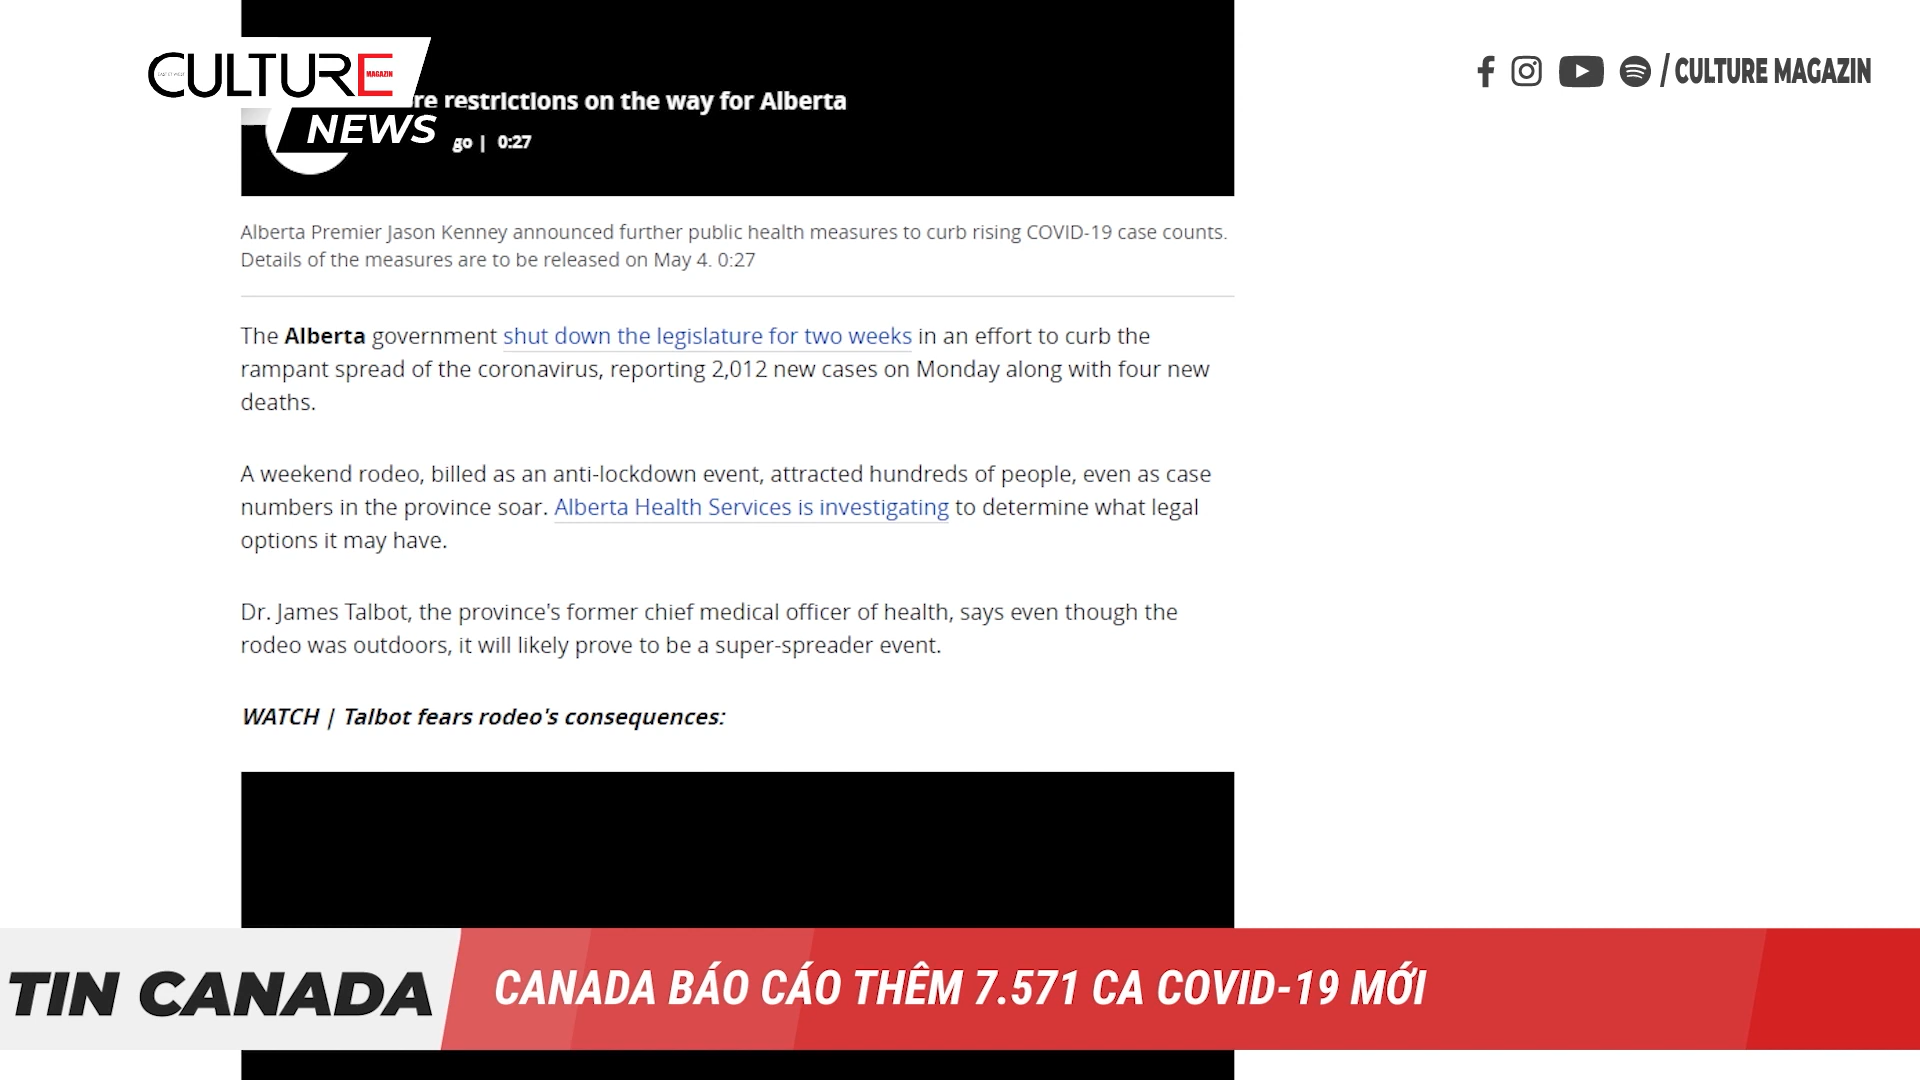 CULTURE
MAGAZIN
NEWS
/ CULTURE MAGAZIN
re restrictions on the way for Alberta
go | 0:27
Alberta Premier Jason Kenney announced further public health measures to curb rising COVID-19 case counts.
Details of the measures are to be released on May 4. 0:27
The Alberta government shut down the legislature for two weeks in an effort to curb the
rampant spread of the coronavirus, reporting 2,012 new cases on Monday along with four new
deaths.
A weekend rodeo, billed as an anti-lockdown event, attracted hundreds of people, even as case
numbers in the province soar. Alberta Health Services is investigating to determine what legal
options it may have.
Dr. James Talbot, the province's former chief medical officer of health, says even though the
rodeo was outdoors, it will likely prove to be a super-spreader event.
WATCH | Talbot fears rodeo's consequences:
TIN CANADA
CANADA BÁO CÁO THÊM 7.571 CA COVID-19 MỚI